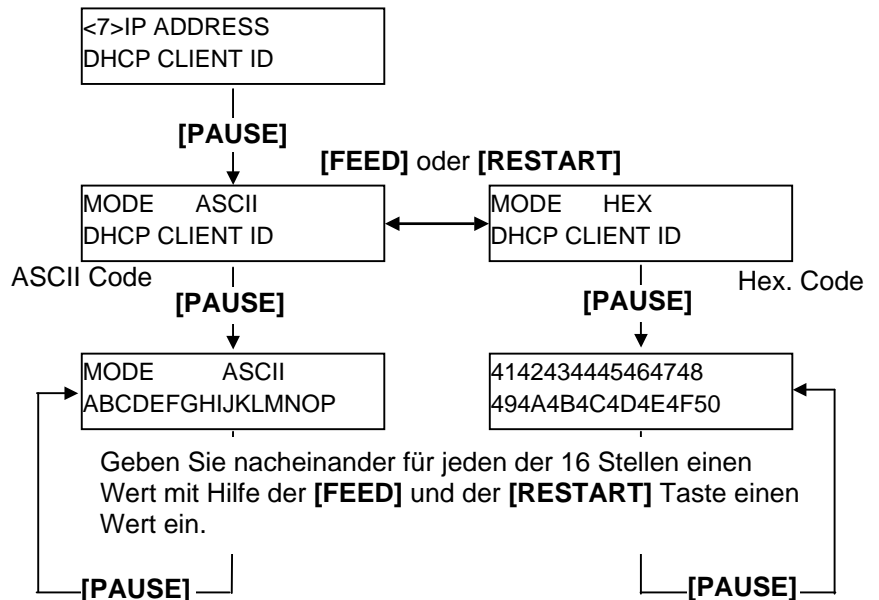 <7>IP ADDRESS
DHCP CLIENT ID
[PAUSE]
[FEED] oder [RESTART]
MODE ASCII
DHCP CLIENT ID
MODE HEX
DHCP CLIENT ID
ASCII Code
Hex. Code
[PAUSE]
[PAUSE]
MODE ASCII
ABCDEFGHIJKLMNOP
4142434445464748
494A4B4C4D4E4F50
Geben Sie nacheinander für jeden der 16 Stellen einen
Wert mit Hilfe der [FEED] und der [RESTART] Taste einen
Wert ein.
[PAUSE]
[PAUSE]